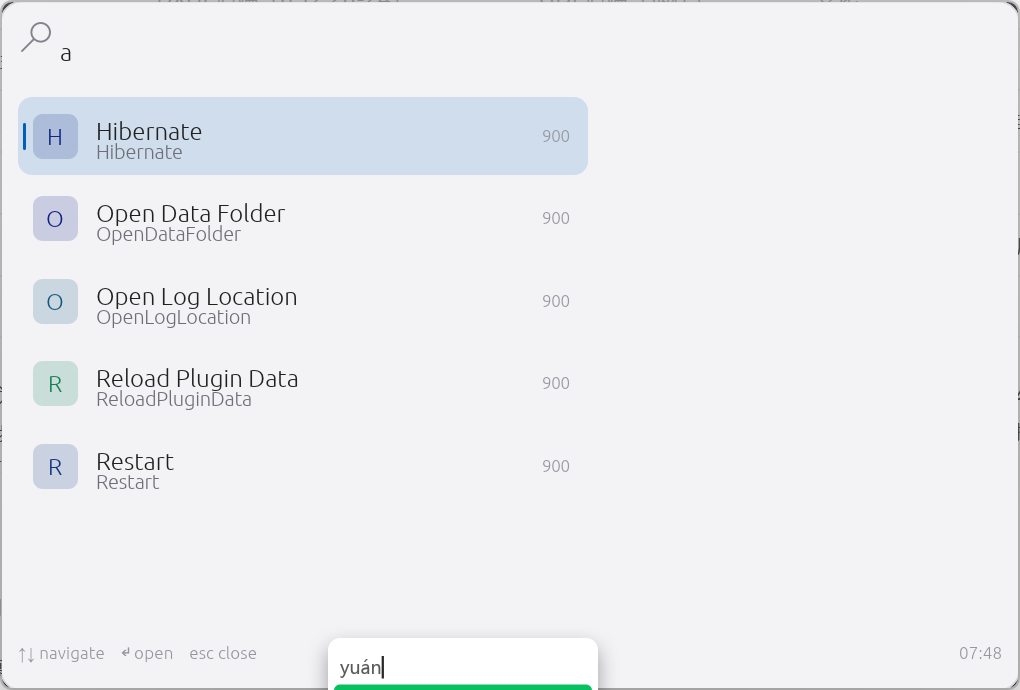 a
H
Hibernate
900
Hibernate
O
Open Data Folder
900
OpenDataFolder
O
Open Log Location
900
OpenLogLocation
R
Reload Plugin Data
900
ReloadPluginData
R
Restart
900
Restart
↑↓ navigate ↵ open esc close
07:48
yuán